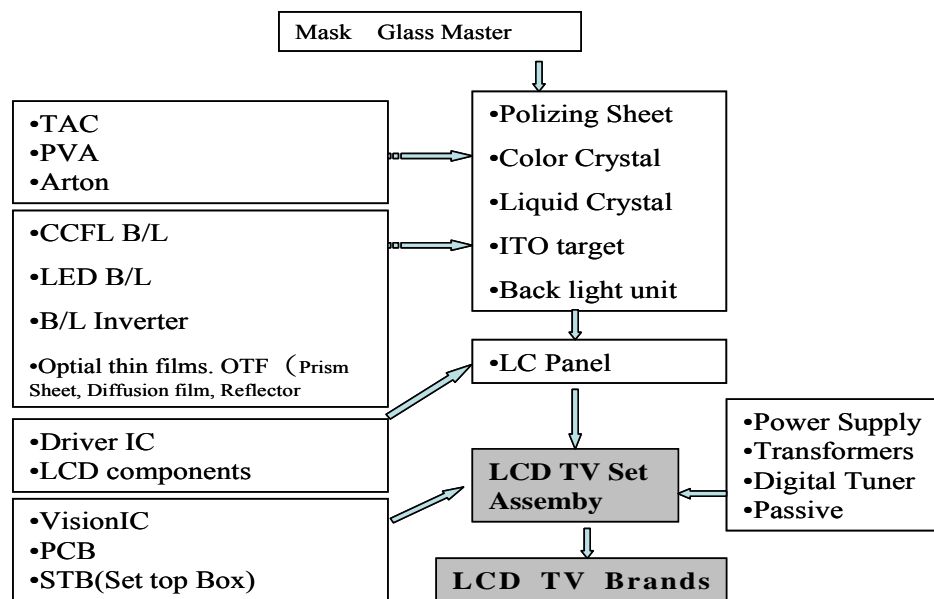 Mask Glass Master
•TAC
•PVA
•Arton
•Polizing Sheet
•Color Crystal
•Liquid Crystal
•ITO target
•Back light unit
•CCFL B/L
•LED B/L
•B/L Inverter
•Optial thin films. OTF （Prism
Sheet, Diffusion film, Reflector
•LC Panel
•Driver IC
•LCD components
•Power Supply
•Transformers
•Digital Tuner
•Passive
LCD TV Set
Assemby
•VisionIC
•PCB
•STB(Set top Box)
LCD TV Brands